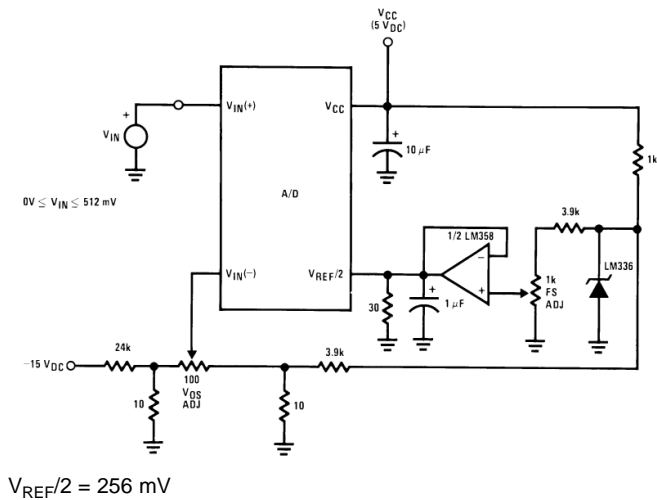 VCC
(5 VDC)
VIN(+)
VCC
+
VIN
+
10 µF
1k
0V ≤ VIN ≤ 512 mV
A/D
3.9k
1/2 LM358
LM336
VIN(−)
VREF/2
+
1 µF
30
−
+
1k
FS
ADJ
−15 VDC
24k
100
VOS
ADJ
3.9k
10
10
VREF/2 = 256 mV